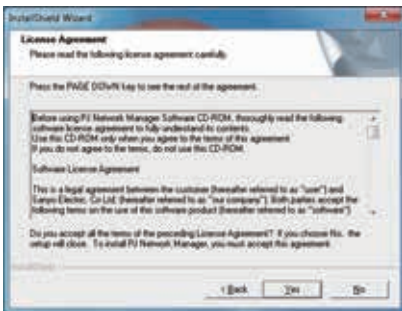 InstallShield Wizard
License Agreement
Please read the following license agreement carefully.
Press the PAGE DOWN key to see the rest of the agreement.
Before using PJ Network Manager Software CD-ROM, thoroughly read the following
software license agreement to fully understand its contents.
Use this CD-ROM only when you agree to the terms of this agreement.
If you do not agree to the terms, do not use this CD-ROM.
Software License Agreement
This is a legal agreement between the customer (hereafter referred to as "user") and
Sanyo Electric, Co Ltd. (hereafter referred to as "our company"). Both parties accept the
following terms on the use of this software product (hereafter referred to as "software")
Do you accept all the terms of the preceding License Agreement? If you choose No, the
setup will close. To install PJ Network Manager, you must accept this agreement.
InstallShield
< Back
Yes
No